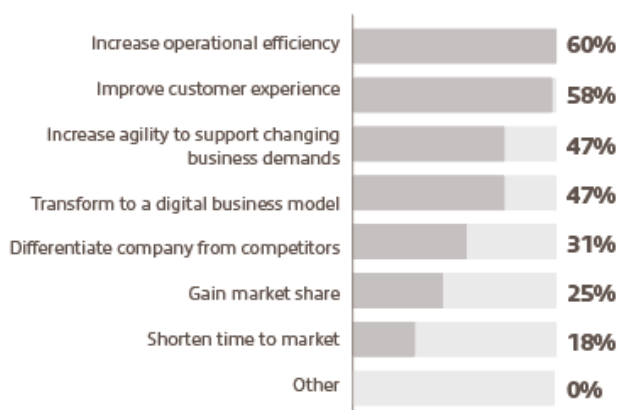 Increase operational efficiency 60%
Improve customer experience 58%
Increase agility to support changing
business demands 47%
Transform to a digital business model 47%
Differentiate company from competitors 31%
Gain market share 25%
Shorten time to market 18%
Other 0%